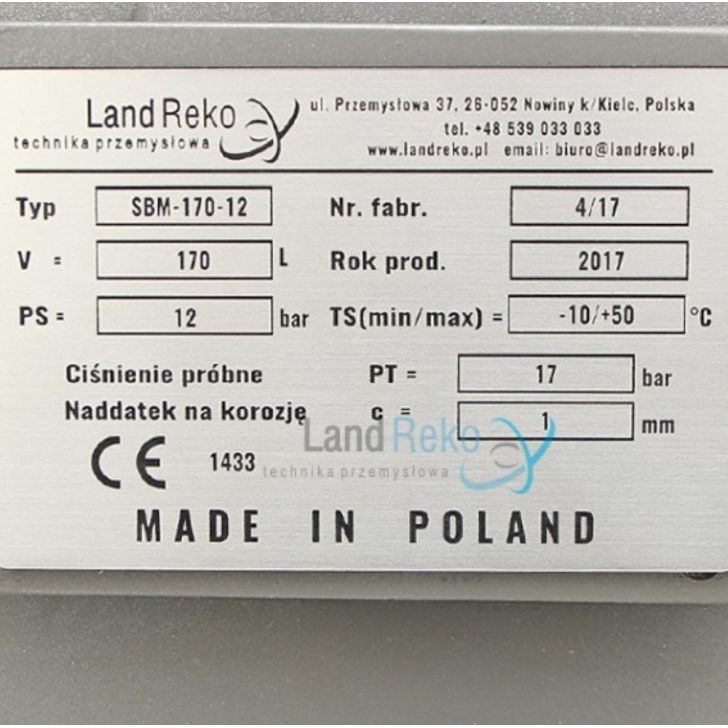 Land Reko
technika przemysłowa
ul. Przemysłowa 37, 26-052 Nowiny k/Kielc, Polska
tel. +48 539 033 033
www.landreko.pl email: biuro@landreko.pl
Typ SBM-170-12 Nr. fabr. 4/17
V = 170 L Rok prod. 2017
PS = 12 bar TS(min/max) = -10/+50 °C
Ciśnienie próbne PT = 17 bar
Naddatek na korozję c = 1 mm
Land Reko
technika przemysłowa
CE 1433
MADE IN POLAND